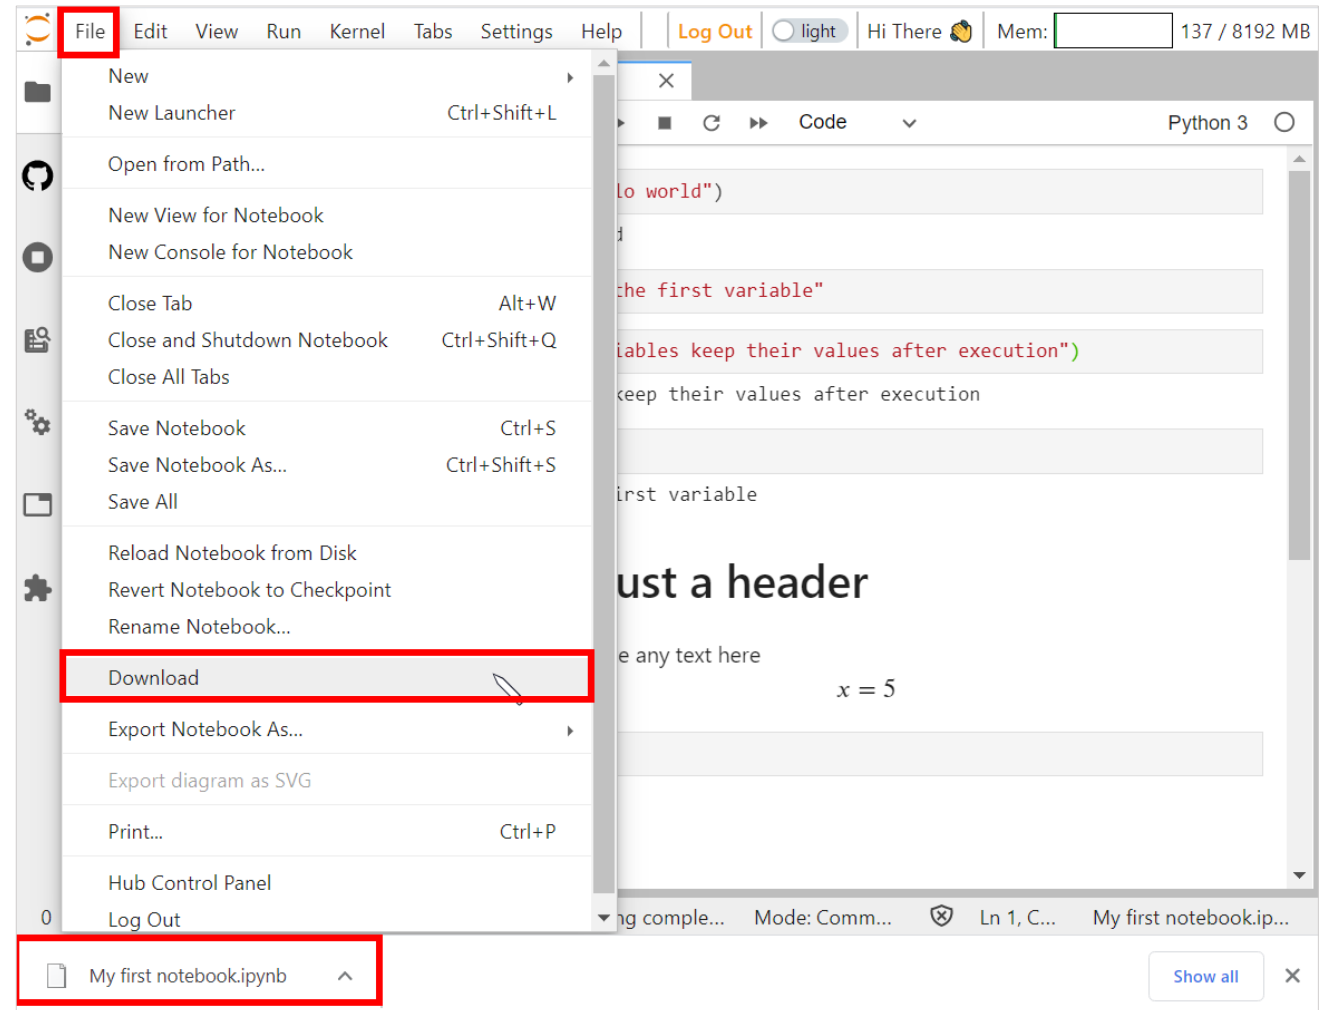 File Edit View Run Kernel Tabs Settings Help Log Out light Hi There Mem: 137 / 8192 MB
New
New Launcher Ctrl+Shift+L
Code Python 3
Open from Path...
lo world")
New View for Notebook
d
New Console for Notebook
the first variable"
Close Tab Alt+W
Close and Shutdown Notebook Ctrl+Shift+Q
iables keep their values after execution")
Close All Tabs
keep their values after execution
Save Notebook Ctrl+S
Save Notebook As... Ctrl+Shift+S
Save All
irst variable
Reload Notebook from Disk
Revert Notebook to Checkpoint
ust a header
Rename Notebook...
e any text here
Download
x = 5
Export Notebook As...
Export diagram as SVG
Print... Ctrl+P
Hub Control Panel
Log Out
0 ng comple... Mode: Comm... Ln 1, C... My first notebook.ip...
My first notebook.ipynb Show all